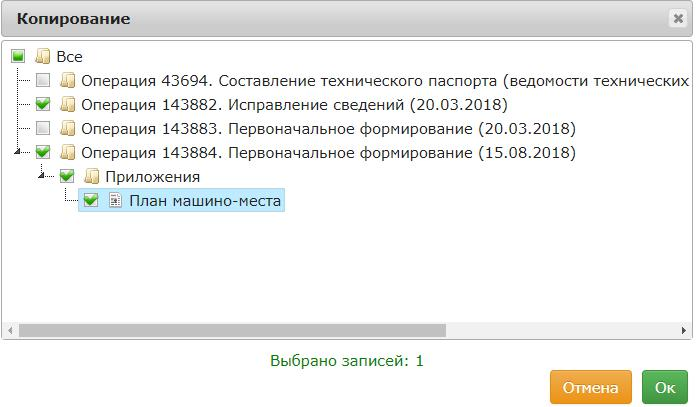 Копирование
Все
Операция 43694. Составление технического паспорта (ведомости технических
Операция 143882. Исправление сведений (20.03.2018)
Операция 143883. Первоначальное формирование (20.03.2018)
Операция 143884. Первоначальное формирование (15.08.2018)
Приложения
План машино-места
Выбрано записей: 1
Отмена Ок